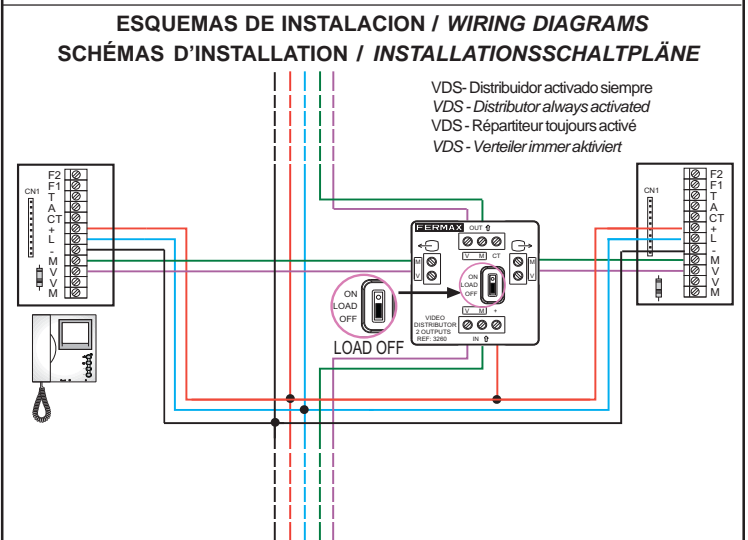 ESQUEMAS DE INSTALACION / WIRING DIAGRAMS
SCHÉMAS D'INSTALLATION / INSTALLATIONSSCHALTPLÄNE
VDS- Distribuidor activado siempre
VDS - Distributor always activated
VDS - Répartiteur toujours activé
VDS - Verteiler immer aktiviert
CN1
F2
F1
T
A
CT
+
L
-
M
V
V
M
FERMAX OUT
V M CT
M
V
M
V
ON
LOAD
OFF
V M +
VIDEO
DISTRIBUTOR
2 OUTPUTS
REF: 3260
IN
ON
LOAD
OFF
LOAD OFF
CN1
F2
F1
T
A
CT
+
L
-
M
V
V
M